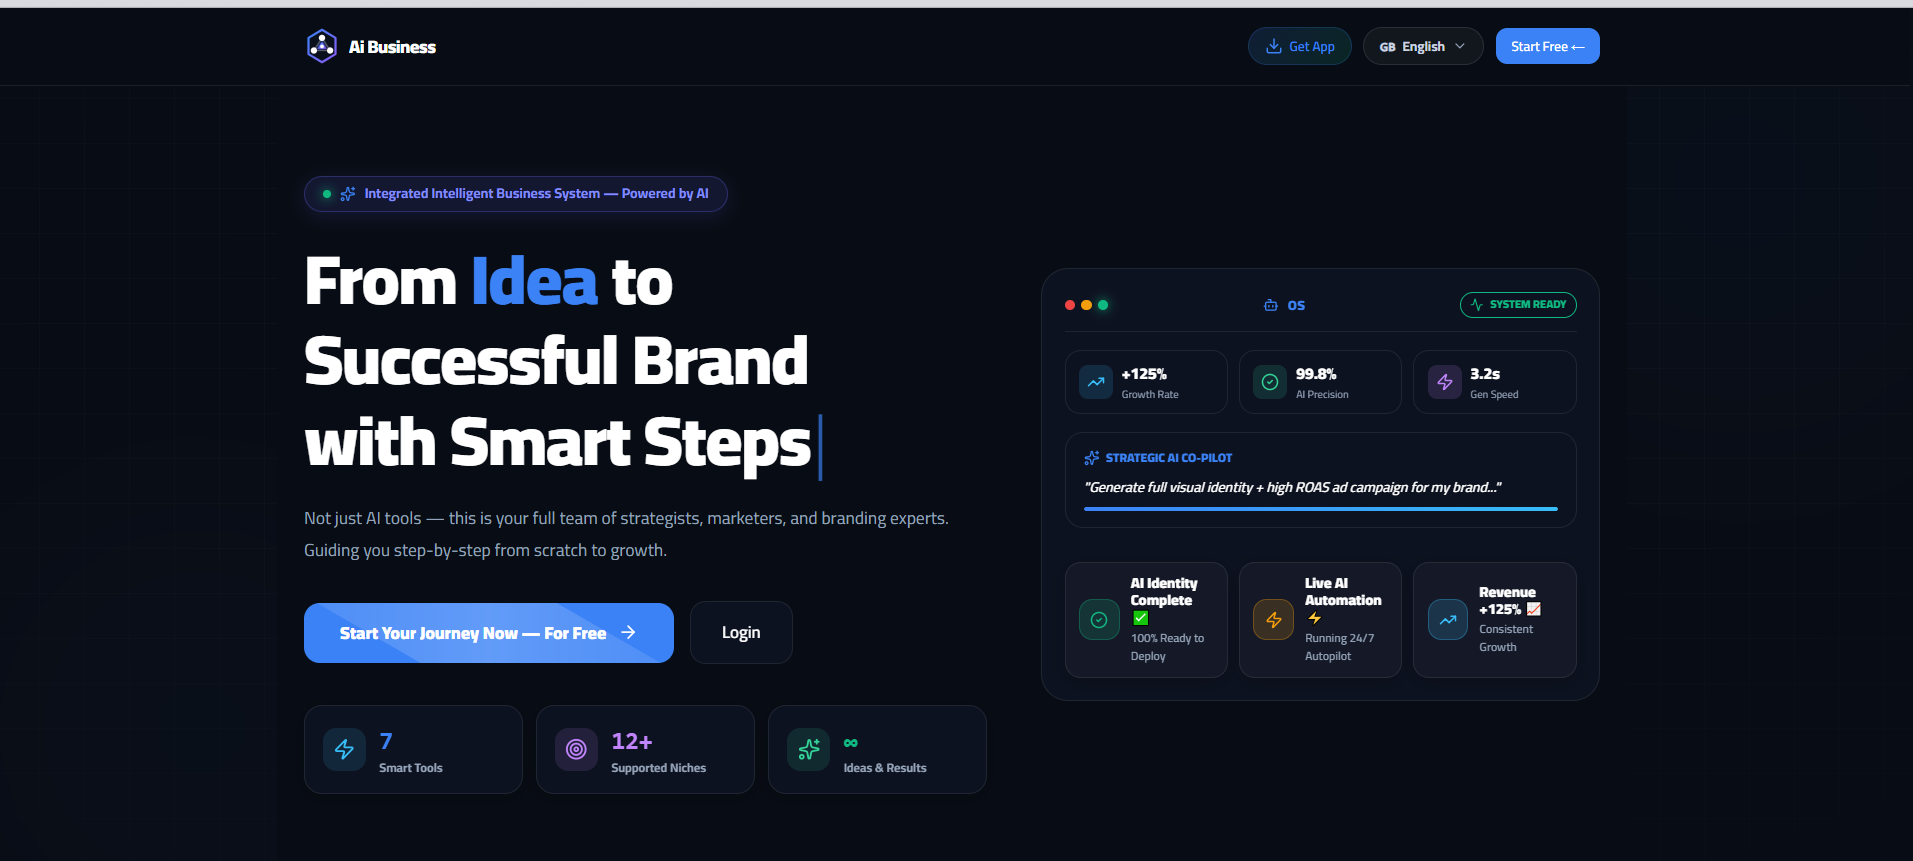 Ai Business
Get App
GB English
Start Free ←
Integrated Intelligent Business System — Powered by AI
From Idea to
Successful Brand
with Smart Steps
Not just AI tools — this is your full team of strategists, marketers, and branding experts.
Guiding you step-by-step from scratch to growth.
Start Your Journey Now — For Free →
Login
7
Smart Tools
12+
Supported Niches
∞
Ideas & Results
OS
SYSTEM READY
+125%
Growth Rate
99.8%
AI Precision
3.2s
Gen Speed
STRATEGIC AI CO-PILOT
"Generate full visual identity + high ROAS ad campaign for my brand..."
AI Identity
Complete
✅
100% Ready to
Deploy
Live AI
Automation
⚡
Running 24/7
Autopilot
Revenue
+125% 📈
Consistent
Growth